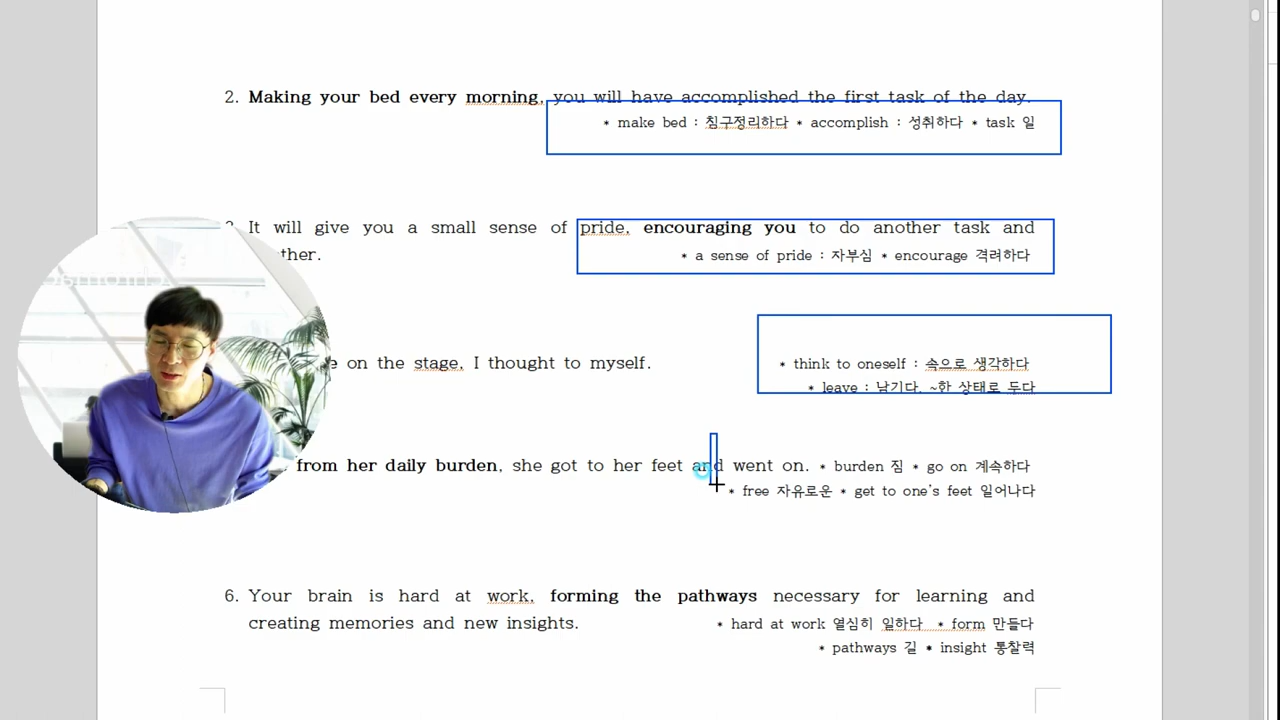 2. Making your bed every morning, you will have accomplished the first task of the day.
* make bed : 침구정리하다 * accomplish : 성취하다 * task 일
It will give you a small sense of pride, encouraging you to do another task and
ther.
* a sense of pride : 자부심 * encourage 격려하다
on the stage, I thought to myself.
* think to oneself : 속으로 생각하다
* leave : 남기다, ~한 상태로 두다
from her daily burden, she got to her feet and went on. * burden 짐 * go on 계속하다
* free 자유로운 * get to one's feet 일어나다
6. Your brain is hard at work, forming the pathways necessary for learning and
creating memories and new insights.
* hard at work 열심히 일하다 * form 만들다
* pathways 길 * insight 통찰력